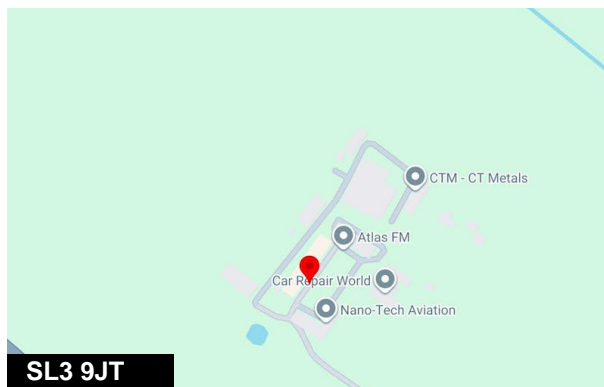 CTM - CT Metals
Atlas FM
Car Repair World
Nano-Tech Aviation
SL3 9JT